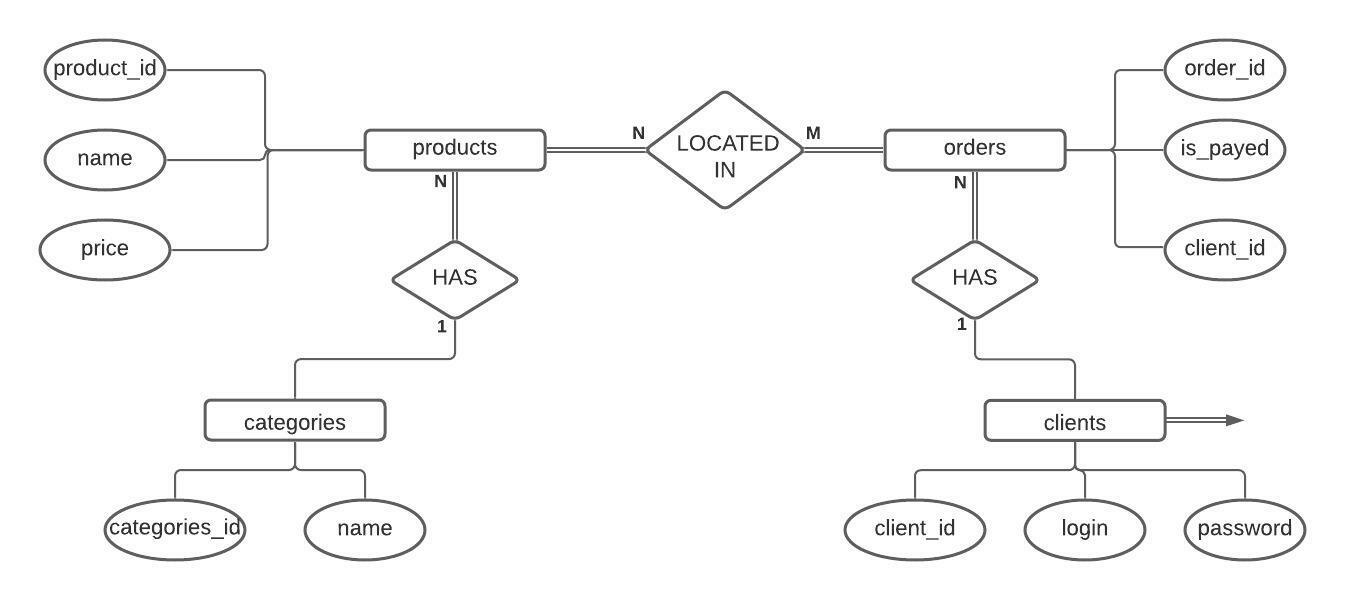 product_id
order_id
N
M
products
LOCATED
IN
orders
name
is_payed
N
N
price
client_id
HAS
HAS
1
1
categories
clients
categories_id
name
client_id
login
password